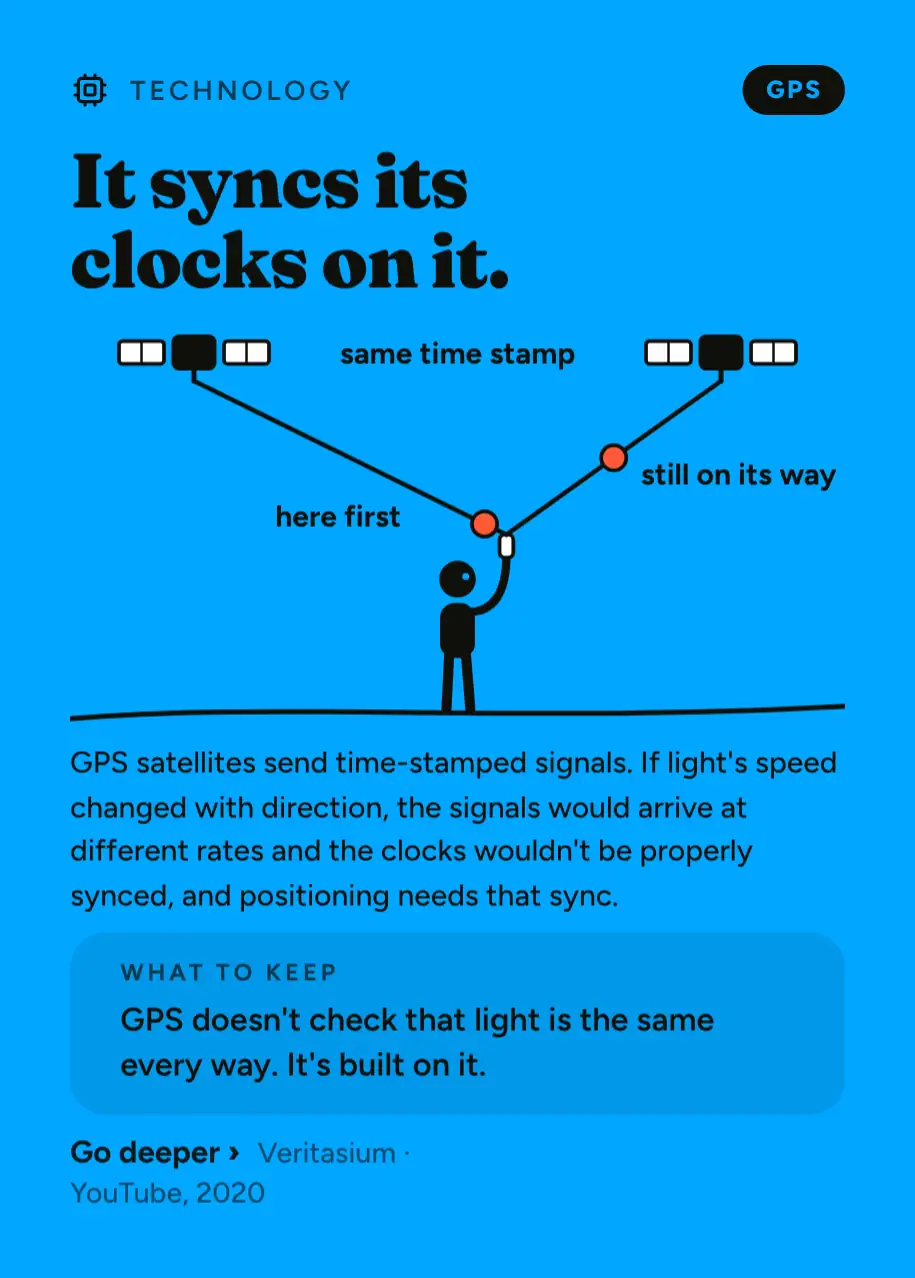 TECHNOLOGY
GPS
It syncs its
clocks on it.
same time stamp
still on its way
here first
GPS satellites send time-stamped signals. If light's speed
changed with direction, the signals would arrive at
different rates and the clocks wouldn't be properly
synced, and positioning needs that sync.
WHAT TO KEEP
GPS doesn't check that light is the same
every way. It's built on it.
Go deeper › Veritasium ·
YouTube, 2020